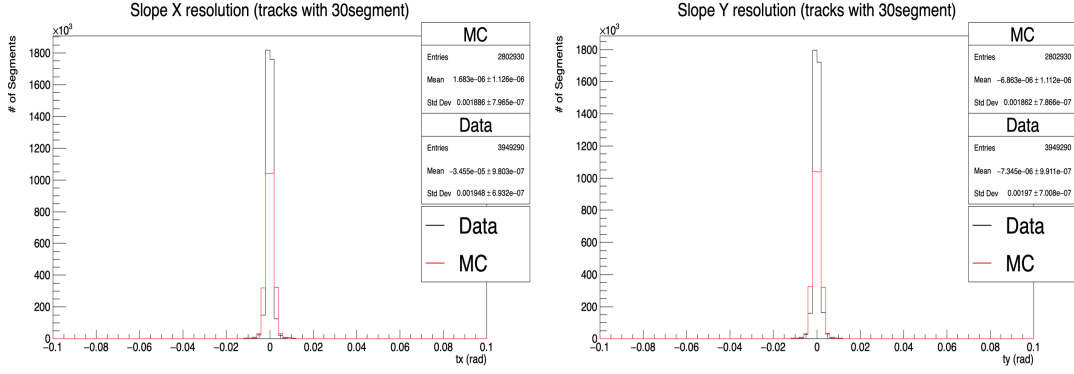 Slope X resolution (tracks with 30segment)
×10³
# of Segments
1800
1600
1400
1200
1000
800
600
400
200
0
−0.1 −0.08 −0.06 −0.04 −0.02 0 0.02 0.04 0.06 0.08 0.1
tx (rad)
MC
Entries 2802930
Mean 1.683e−06 ± 1.126e−06
Std Dev 0.001886 ± 7.965e−07
Data
Entries 3949290
Mean −3.455e−05 ± 9.803e−07
Std Dev 0.001948 ± 6.932e−07
Data
MC
Slope Y resolution (tracks with 30segment)
×10³
# of Segments
1800
1600
1400
1200
1000
800
600
400
200
0
−0.1 −0.08 −0.06 −0.04 −0.02 0 0.02 0.04 0.06 0.08 0.1
ty (rad)
MC
Entries 2802930
Mean −6.863e−06 ± 1.112e−06
Std Dev 0.001862 ± 7.866e−07
Data
Entries 3949290
Mean −7.345e−06 ± 9.911e−07
Std Dev 0.00197 ± 7.008e−07
Data
MC